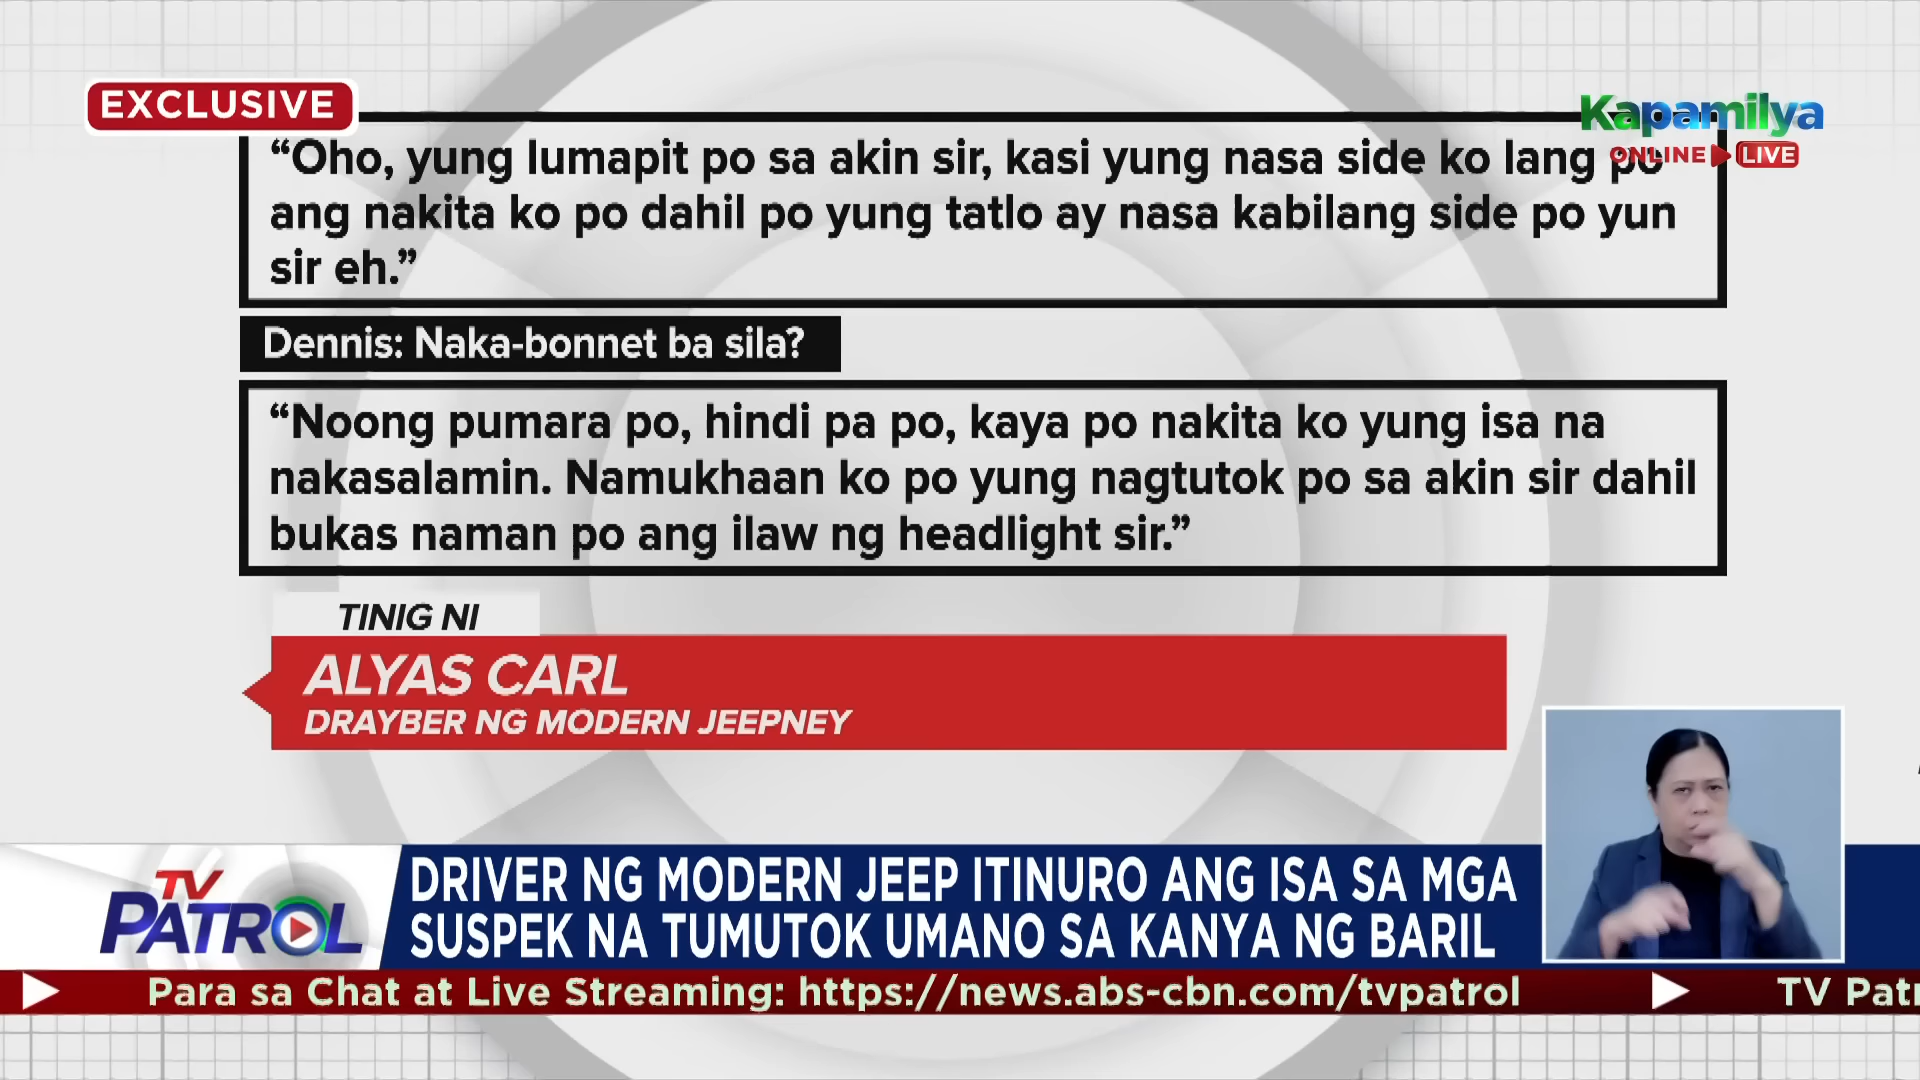 EXCLUSIVE
Kapamilya
ONLINE LIVE
“Oho, yung lumapit po sa akin sir, kasi yung nasa side ko lang po
ang nakita ko po dahil po yung tatlo ay nasa kabilang side po yun
sir eh.”
Dennis: Naka-bonnet ba sila?
“Noong pumara po, hindi pa po, kaya po nakita ko yung isa na
nakasalamin. Namukhaan ko po yung nagtutok po sa akin sir dahil
bukas naman po ang ilaw ng headlight sir.”
TINIG NI
ALYAS CARL
DRAYBER NG MODERN JEEPNEY
TV
PATROL
DRIVER NG MODERN JEEP ITINURO ANG ISA SA MGA
SUSPEK NA TUMUTOK UMANO SA KANYA NG BARIL
Para sa Chat at Live Streaming: https://news.abs-cbn.com/tvpatrol
TV Patr